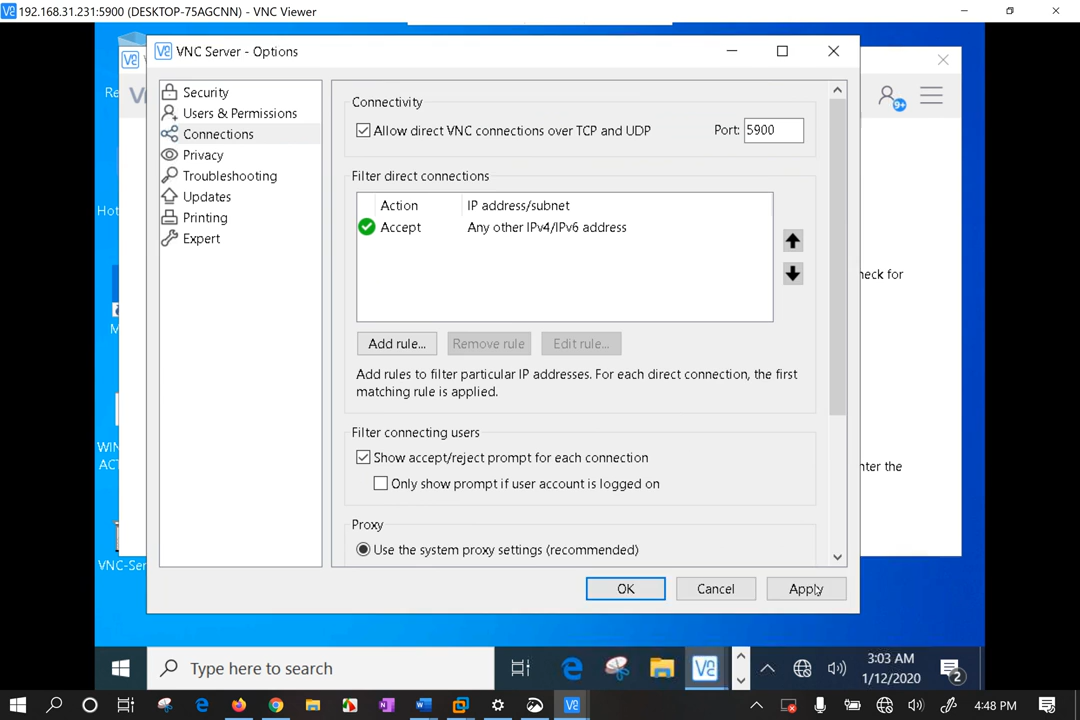 192.168.31.231:5900 (DESKTOP-75AGCNN) - VNC Viewer
VNC Server - Options
Re
Security
Users & Permissions
Connections
Privacy
Troubleshooting
Updates
Printing
Expert
Connectivity
Allow direct VNC connections over TCP and UDP
Port: 5900
Filter direct connections
Action IP address/subnet
Accept Any other IPv4/IPv6 address
Add rule... Remove rule Edit rule...
Add rules to filter particular IP addresses. For each direct connection, the first
matching rule is applied.
Filter connecting users
Show accept/reject prompt for each connection
Only show prompt if user account is logged on
Proxy
Use the system proxy settings (recommended)
OK Cancel Apply
9+
Hot
M
WIN
AC
VNC-Ser
eck for
nter the
Type here to search
3:03 AM
1/12/2020
2
4:48 PM